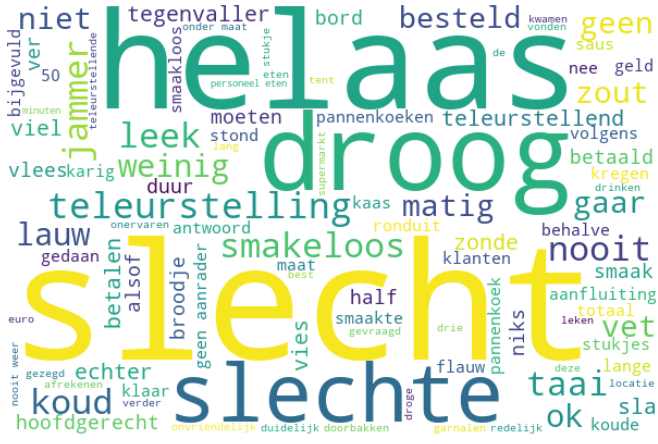 helaas
slecht
droog
slechte
teleurstelling
niet
tegenvaller
onder maat
stukje
bord
besteld
kwamen
vonden
geen
saus
bijgevuld
ver
50
jammer
teleurstellende
smaakloos
eten
personeel eten
tent
de
nee
geld
zout
minuten
viel
leek
moeten
stond
lang
supermarkt
pannenkoeken
teleurstellend
volgens
betaald
kregen
vlees
karig
weinig
duur
drinken
kaas
matig
gaar
lauw
onervaren
antwoord
ronduit
behalve
gedaan
betalen
alsof
broodje
geen aanrader
smakeloos
maat
best
zonde
klanten
nooit
smaak
aanfluiting
half
smaakte
gevraagd
pannenkoek
niks
totaal
euro
drie
leken
vet
stukjes
vies
flauw
nooit weer
gezegd
echter
deze
lange
afrekenen
koud
klaar
verder
droge
taai
locatie
hoofdgerecht
onvriendelijk
duidelijk
doorbakken
garnalen
redelijk
ok
sla
koude